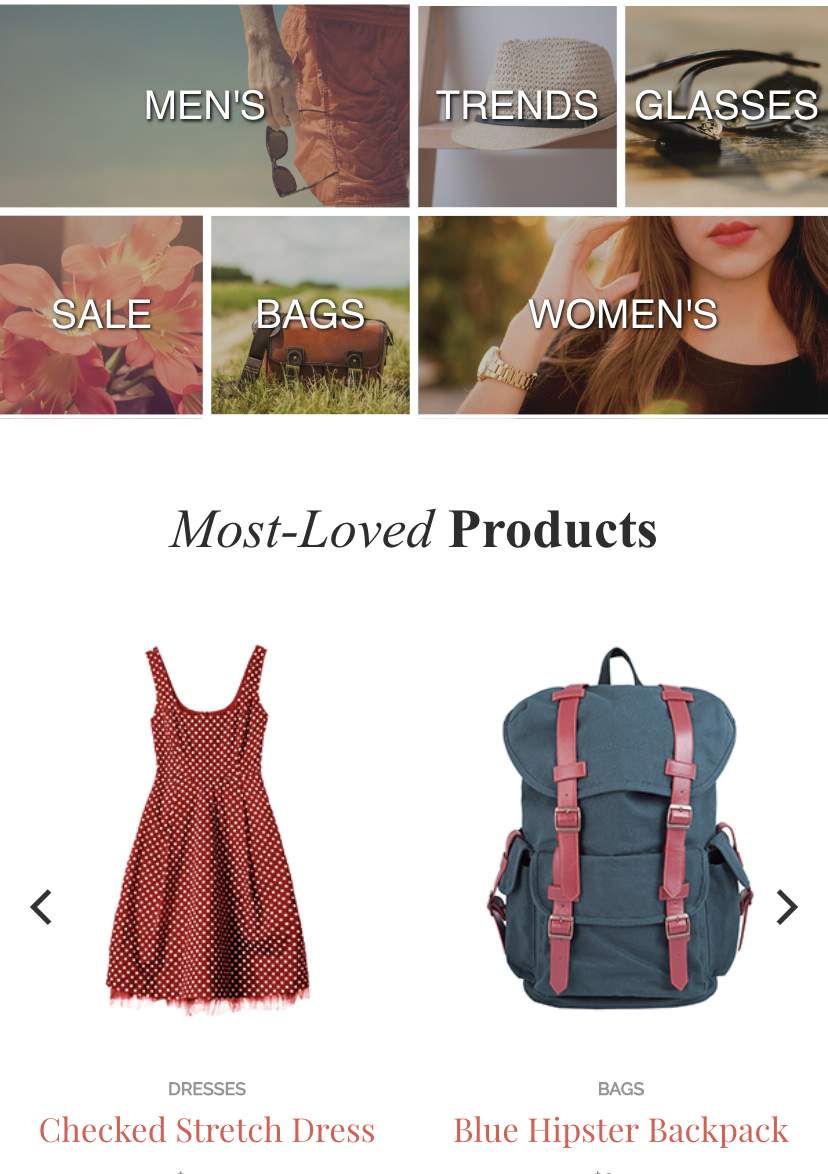 MEN'S
TRENDS
GLASSES
SALE
BAGS
WOMEN'S
Most-Loved Products
DRESSES
BAGS
Checked Stretch Dress
Blue Hipster Backpack